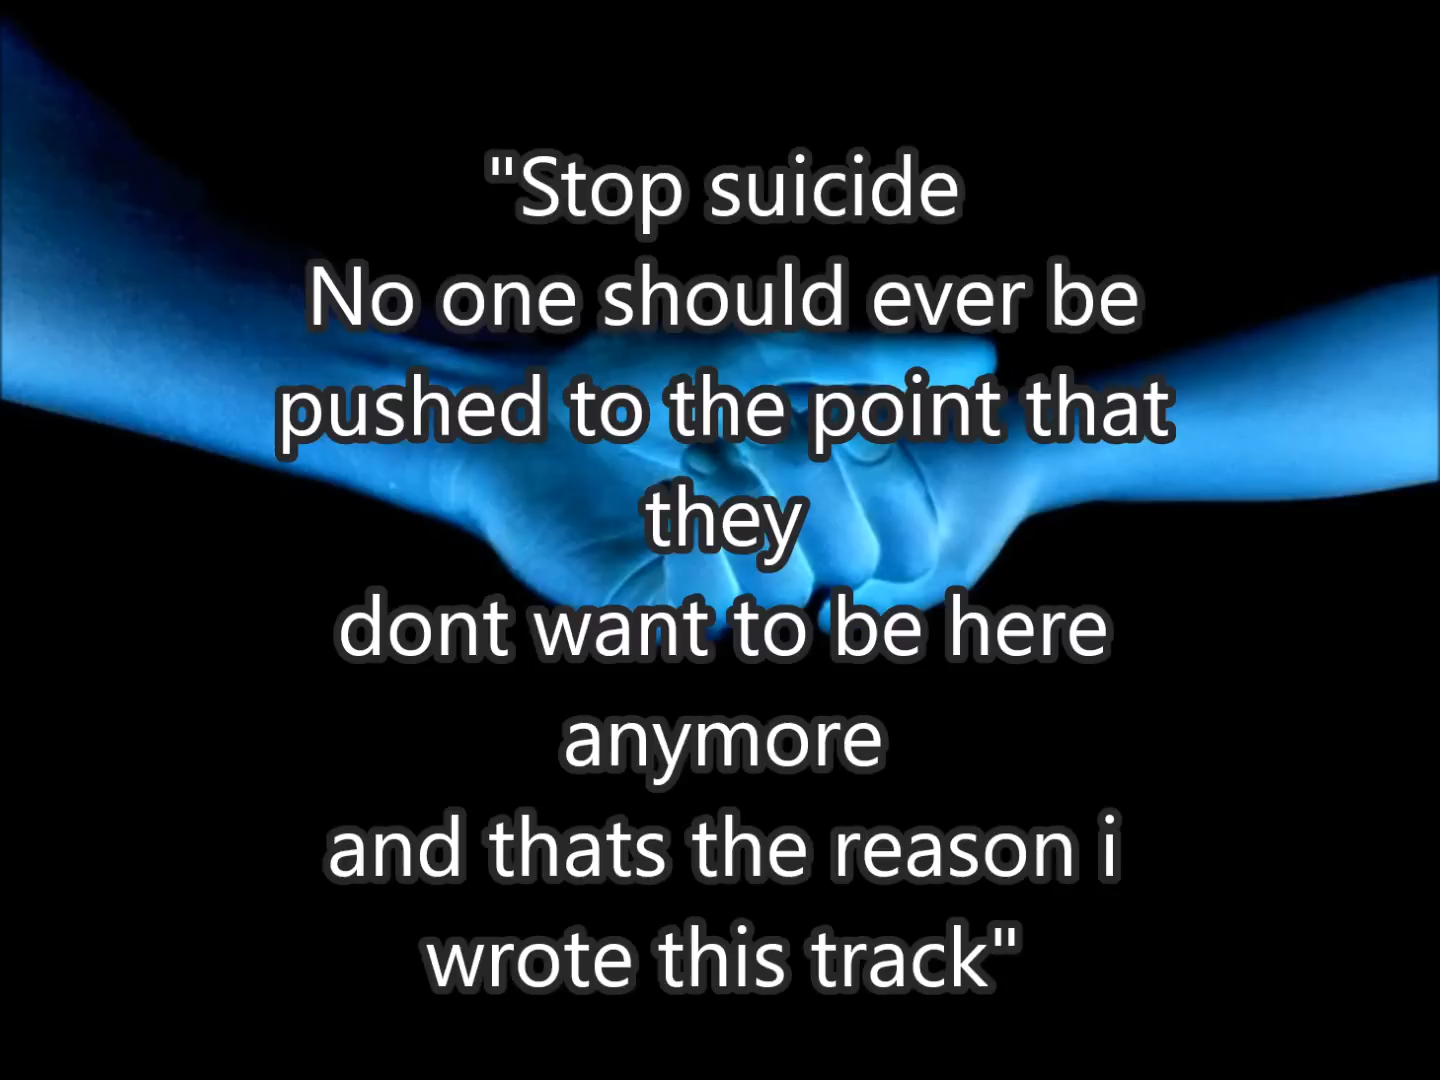 "Stop suicide
No one should ever be
pushed to the point that
they
dont want to be here
anymore
and thats the reason i
wrote this track"